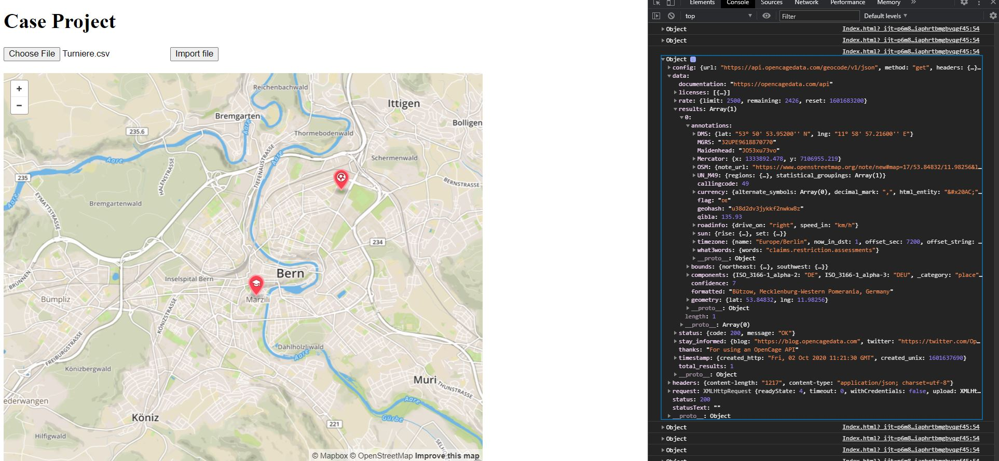 Case Project
Choose File Turniere.csv Import file
+
−
Reichenbachwald
Ittigen
Bremgarten
Aare
Bolligen
235.6
Thormebodenwald
TIEFENAUSTRASSE
Aare
Aare
Schermenwald
HALENSTRASSE
235
BERNSTRASSE
EYMATTSTRASSE
Aare
Bremgartenwald
234
BRÜNNEN
Inselspital Bern
Bern
Bümpliz
Marzili
KÖNIZSTRASSE
FREIBURGSTRASSE
Dählhölzliwald
Aare
Könizbergwald
Muri
THUNSTRASSE
ederwangen
Aare
Köniz
Gürbe
221
Hilfigwald
© Mapbox © OpenStreetMap Improve this map
Elements Console Sources Network Performance Memory »
top Filter Default levels
Object Index.html?_ijt=p6m8…iaphrtbmgbvqgf45:54
Object Index.html?_ijt=p6m8…iaphrtbmgbvqgf45:54
Index.html?_ijt=p6m8…iaphrtbmgbvqgf45:54
Object i
config: {url: "https://api.opencagedata.com/geocode/v1/json", method: "get", headers: {…}…
data:
documentation: "https://opencagedata.com/api"
licenses: [{…}]
rate: {limit: 2500, remaining: 2426, reset: 1601683200}
results: Array(1)
0:
annotations:
DMS: {lat: "53° 50' 53.95200'' N", lng: "11° 58' 57.21600'' E"}
MGRS: "32UPE9618870770"
Maidenhead: "JO53xu73vo"
Mercator: {x: 1333892.478, y: 7106955.219}
OSM: {note_url: "https://www.openstreetmap.org/note/new#map=17/53.84832/11.98256&l…
UN_M49: {regions: {…}, statistical_groupings: Array(1)}
callingcode: 49
currency: {alternate_symbols: Array(0), decimal_mark: ",", html_entity: "&#x20AC;"…
flag: "🇩🇪"
geohash: "u38d2dv3jykkf2nwkw8z"
qibla: 135.93
roadinfo: {drive_on: "right", speed_in: "km/h"}
sun: {rise: {…}, set: {…}}
timezone: {name: "Europe/Berlin", now_in_dst: 1, offset_sec: 7200, offset_string: …
what3words: {words: "claims.restriction.assessments"}
__proto__: Object
bounds: {northeast: {…}, southwest: {…}}
components: {ISO_3166-1_alpha-2: "DE", ISO_3166-1_alpha-3: "DEU", _category: "place"…
confidence: 7
formatted: "Bützow, Mecklenburg-Western Pomerania, Germany"
geometry: {lat: 53.84832, lng: 11.98256}
__proto__: Object
length: 1
__proto__: Array(0)
status: {code: 200, message: "OK"}
stay_informed: {blog: "https://blog.opencagedata.com", twitter: "https://twitter.com/Op…
thanks: "For using an OpenCage API"
timestamp: {created_http: "Fri, 02 Oct 2020 11:21:30 GMT", created_unix: 1601637690}
total_results: 1
__proto__: Object
headers: {content-length: "1217", content-type: "application/json; charset=utf-8"}
request: XMLHttpRequest {readyState: 4, timeout: 0, withCredentials: false, upload: XMLHt…
status: 200
statusText: ""
__proto__: Object
Object Index.html?_ijt=p6m8…iaphrtbmgbvqgf45:54
Object Index.html?_ijt=p6m8…iaphrtbmgbvqgf45:54
Object Index.html?_ijt=p6m8…iaphrtbmgbvqgf45:54
Object Index.html?_ijt=p6m8…iaphrtbmgbvqgf45:54